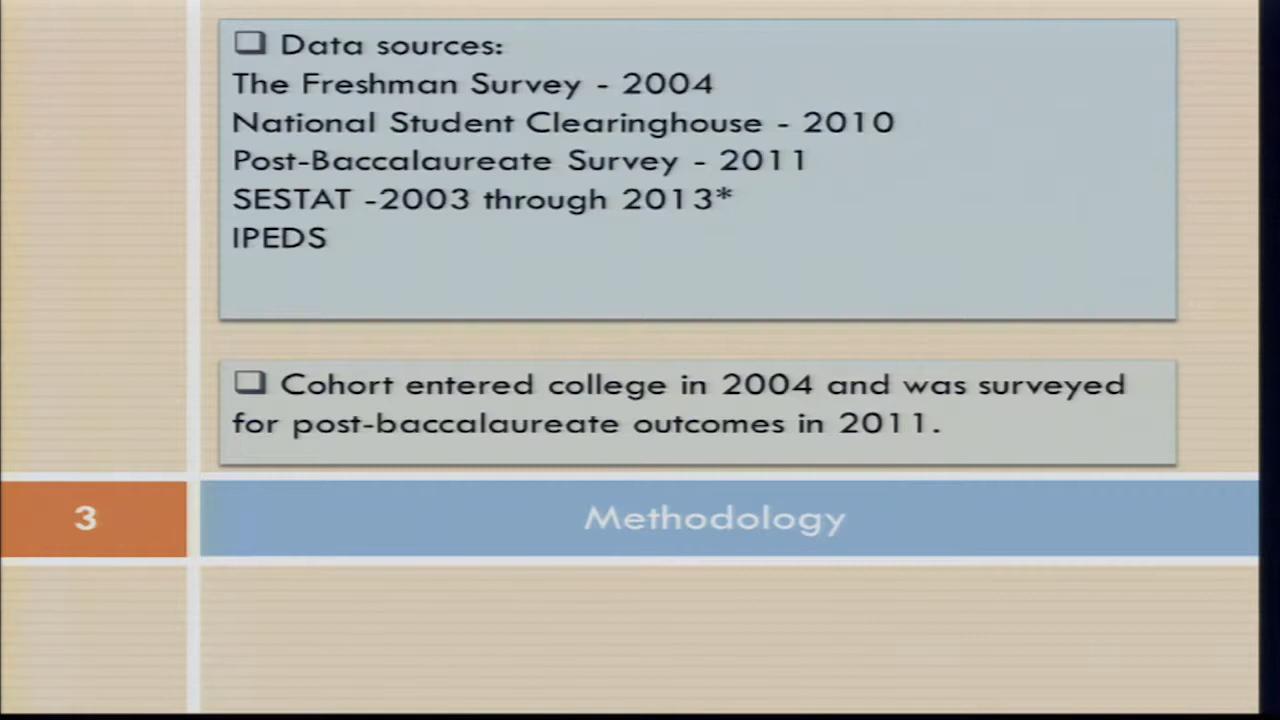 ❑ Data sources:
The Freshman Survey - 2004
National Student Clearinghouse - 2010
Post-Baccalaureate Survey - 2011
SESTAT -2003 through 2013*
IPEDS
❑ Cohort entered college in 2004 and was surveyed
for post-baccalaureate outcomes in 2011.
3
Methodology